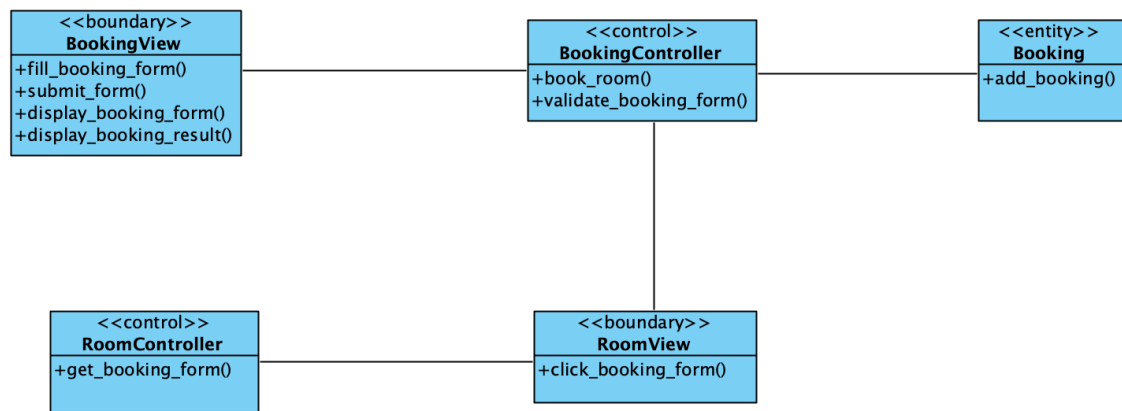 <<boundary>>
BookingView
+fill_booking_form()
+submit_form()
+display_booking_form()
+display_booking_result()
<<control>>
BookingController
+book_room()
+validate_booking_form()
<<entity>>
Booking
+add_booking()
<<control>>
RoomController
+get_booking_form()
<<boundary>>
RoomView
+click_booking_form()